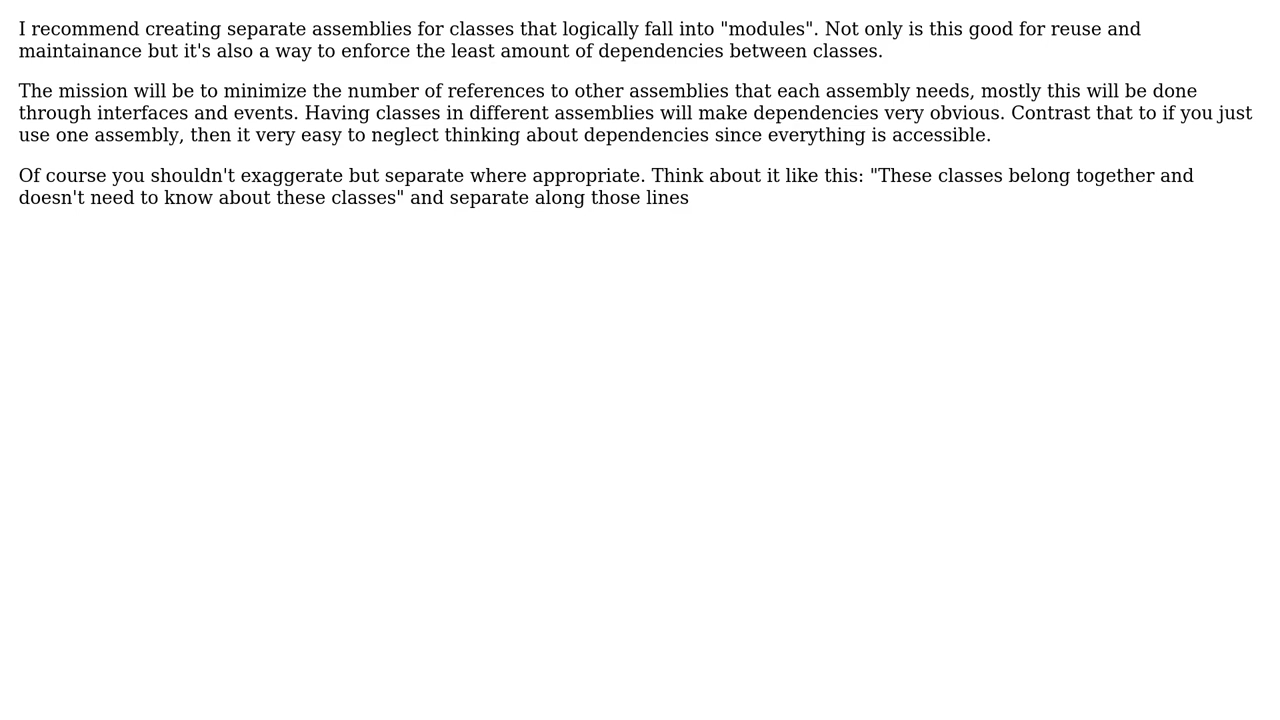 I recommend creating separate assemblies for classes that logically fall into "modules". Not only is this good for reuse and
maintainance but it's also a way to enforce the least amount of dependencies between classes.
The mission will be to minimize the number of references to other assemblies that each assembly needs, mostly this will be done
through interfaces and events. Having classes in different assemblies will make dependencies very obvious. Contrast that to if you just
use one assembly, then it very easy to neglect thinking about dependencies since everything is accessible.
Of course you shouldn't exaggerate but separate where appropriate. Think about it like this: "These classes belong together and
doesn't need to know about these classes" and separate along those lines